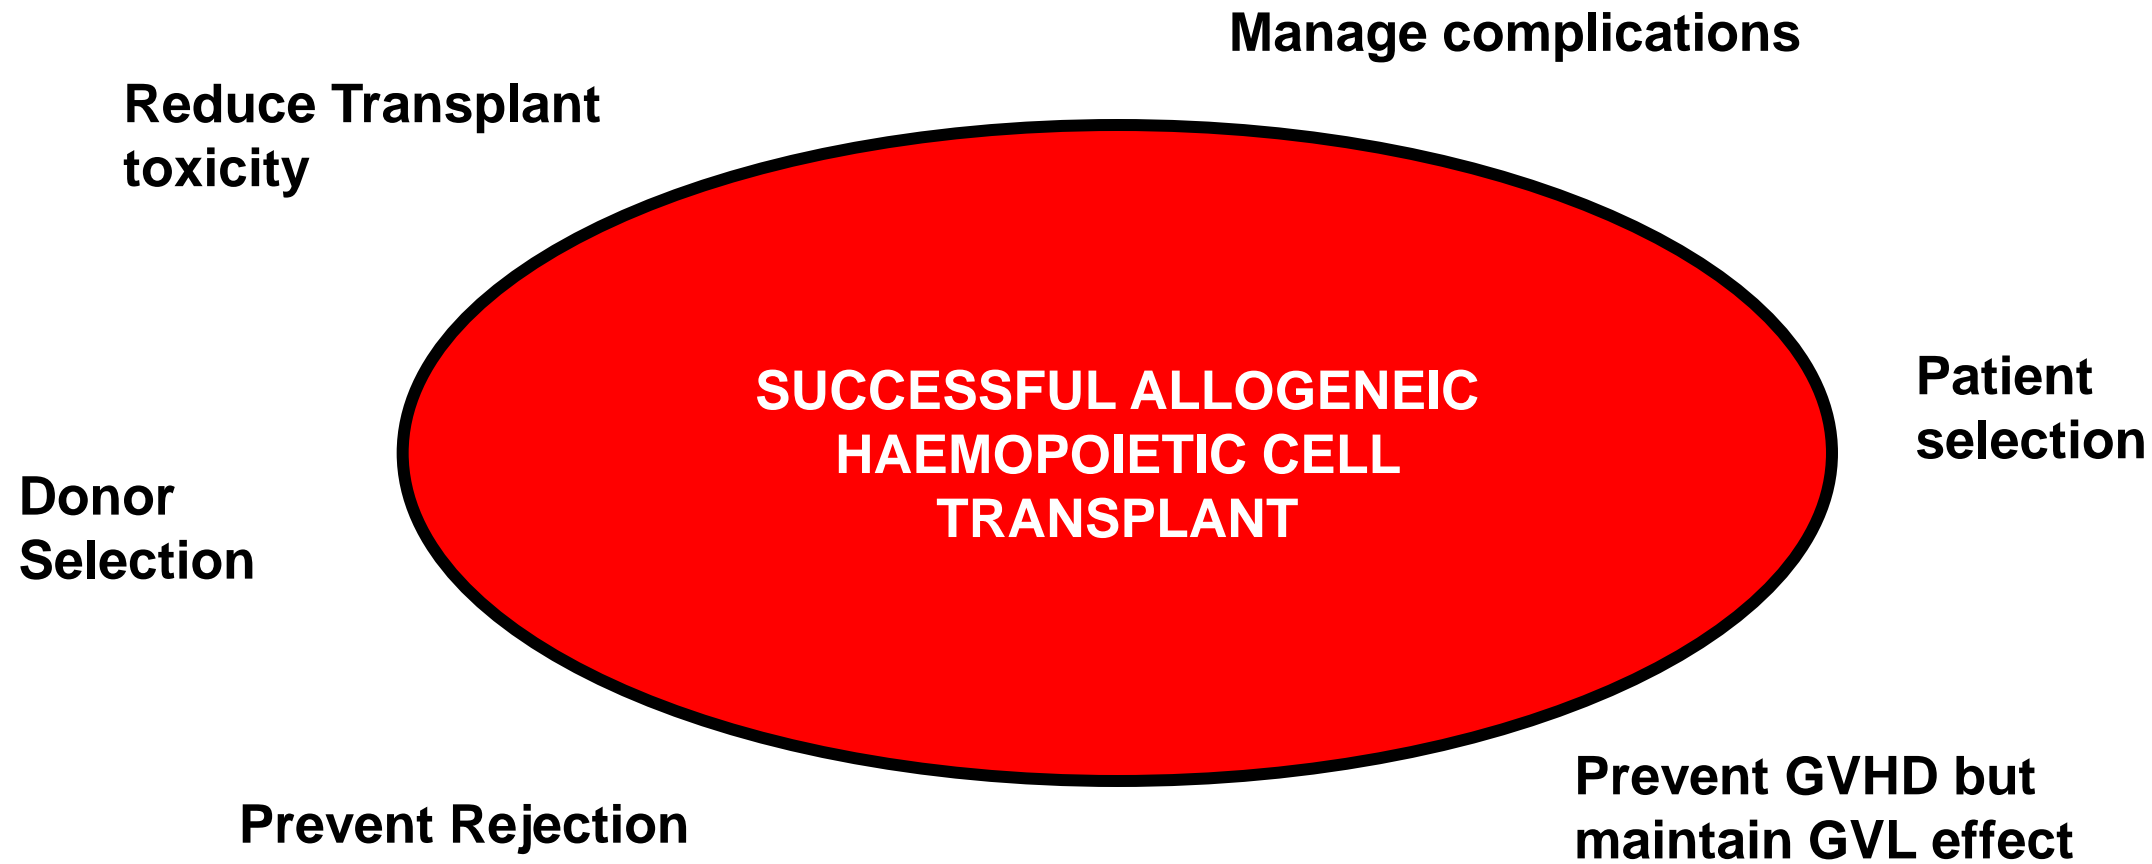 Manage complications
Reduce Transplant
toxicity
SUCCESSFUL ALLOGENEIC
HAEMOPOIETIC CELL
TRANSPLANT
Patient
selection
Donor
Selection
Prevent GVHD but
maintain GVL effect
Prevent Rejection